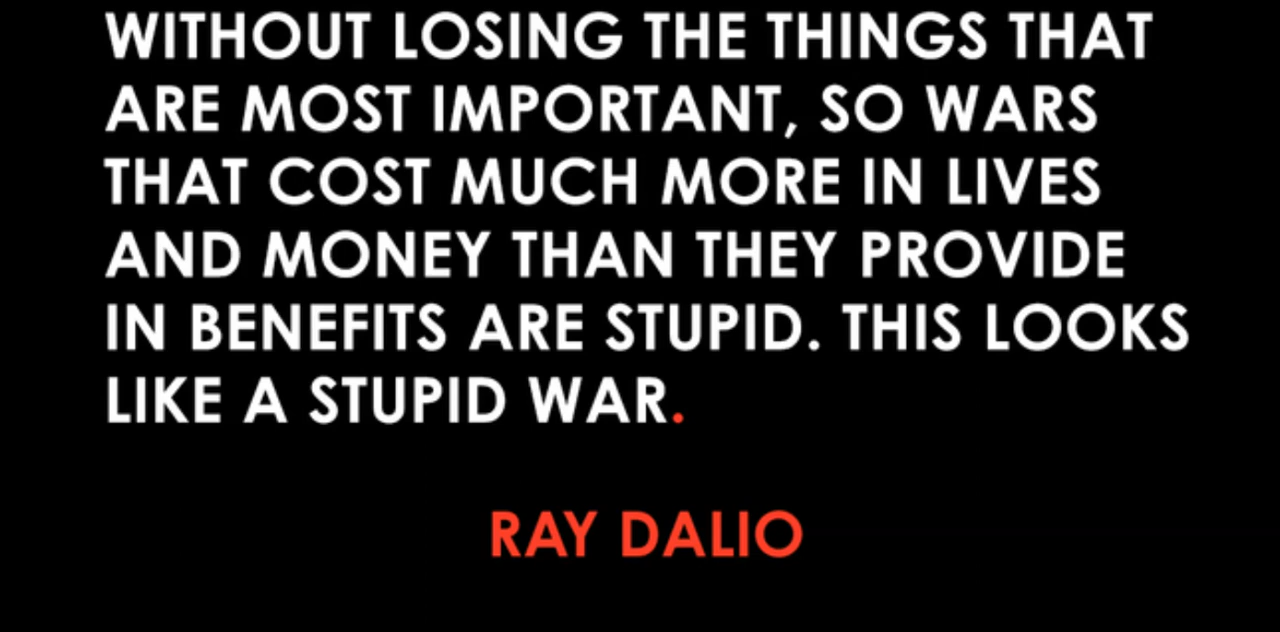 WITHOUT LOSING THE THINGS THAT
ARE MOST IMPORTANT, SO WARS
THAT COST MUCH MORE IN LIVES
AND MONEY THAN THEY PROVIDE
IN BENEFITS ARE STUPID. THIS LOOKS
LIKE A STUPID WAR.
RAY DALIO